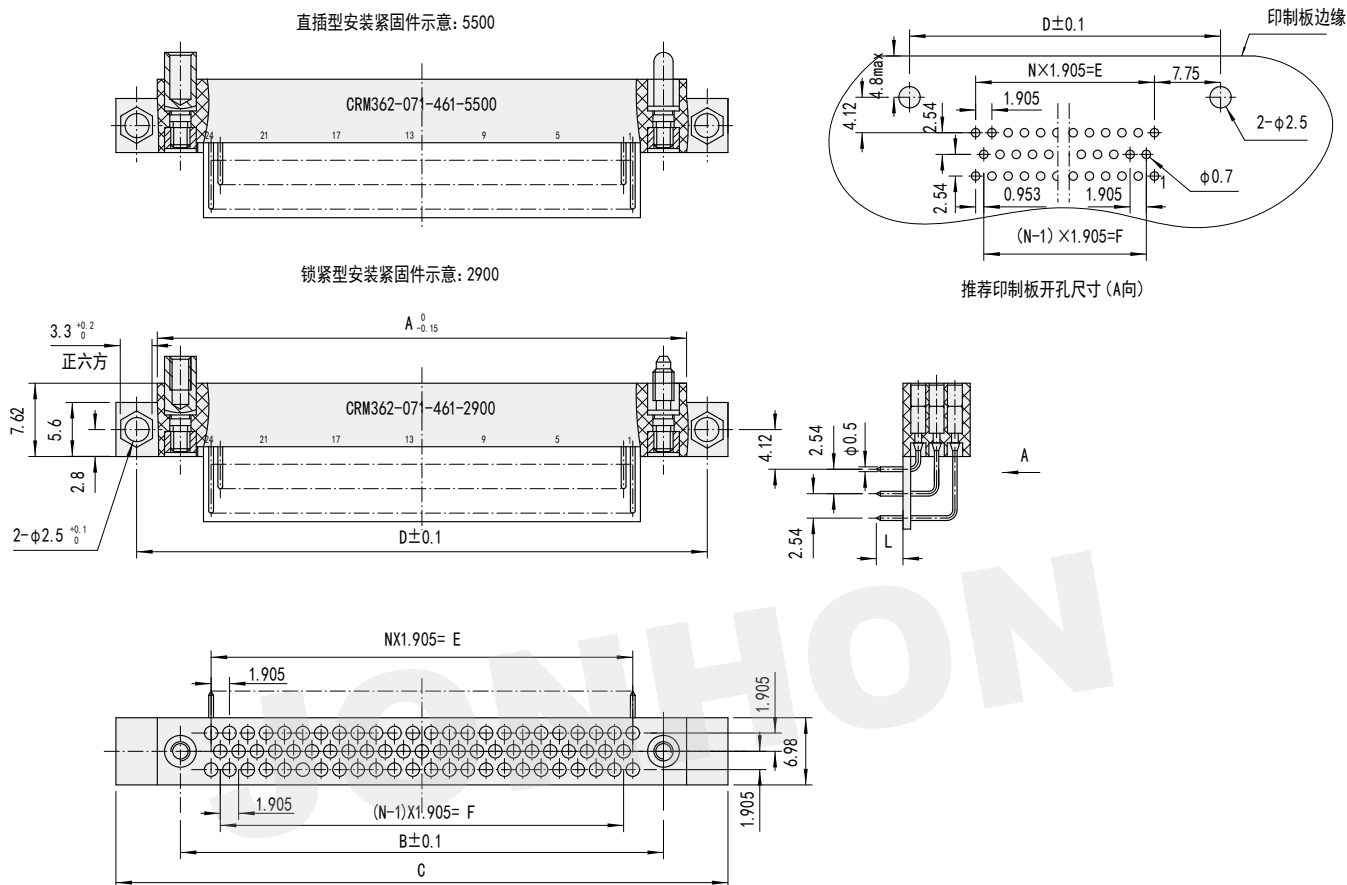 直插型安装紧固件示意: 5500
CRM362-071-461-5500
24 21 17 13 9 5 1
D±0.1
印制板边缘
4.8max
N×1.905=E
7.75
4.12
2.54
1.905
2-φ2.5
φ0.7
2.54
0.953
1.905
1
(N-1)×1.905=F
推荐印制板开孔尺寸(A向)
锁紧型安装紧固件示意: 2900
3.3 +0.2 0
正六方
A 0 -0.15
7.62
5.6
2.8
CRM362-071-461-2900
24 21 17 13 9 5 1
4.12
2-φ2.5 +0.1 0
D±0.1
2.54
φ0.5
A
2.54
L
NX1.905= E
1.905
1.905
6.98
1.905
1.905
(N-1)X1.905= F
B±0.1
C
JONHON